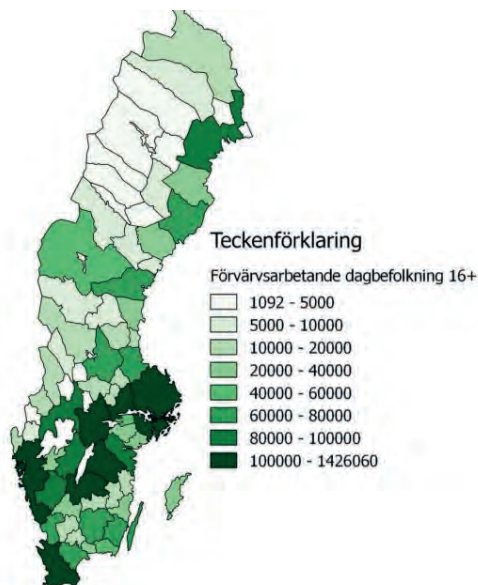 Teckenförklaring
Förvärvsarbetande dagbefolkning 16+
1092 - 5000
5000 - 10000
10000 - 20000
20000 - 40000
40000 - 60000
60000 - 80000
80000 - 100000
100000 - 1426060